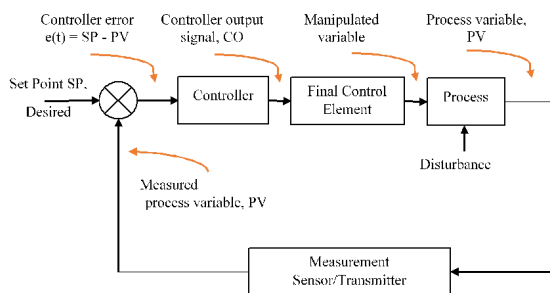 Controller error
e(t) = SP - PV
Controller output
signal, CO
Manipulated
variable
Process variable,
PV
Set Point SP,
Desired
Controller
Final Control
Element
Process
Disturbance
Measured
process variable, PV
Measurement
Sensor/Transmitter